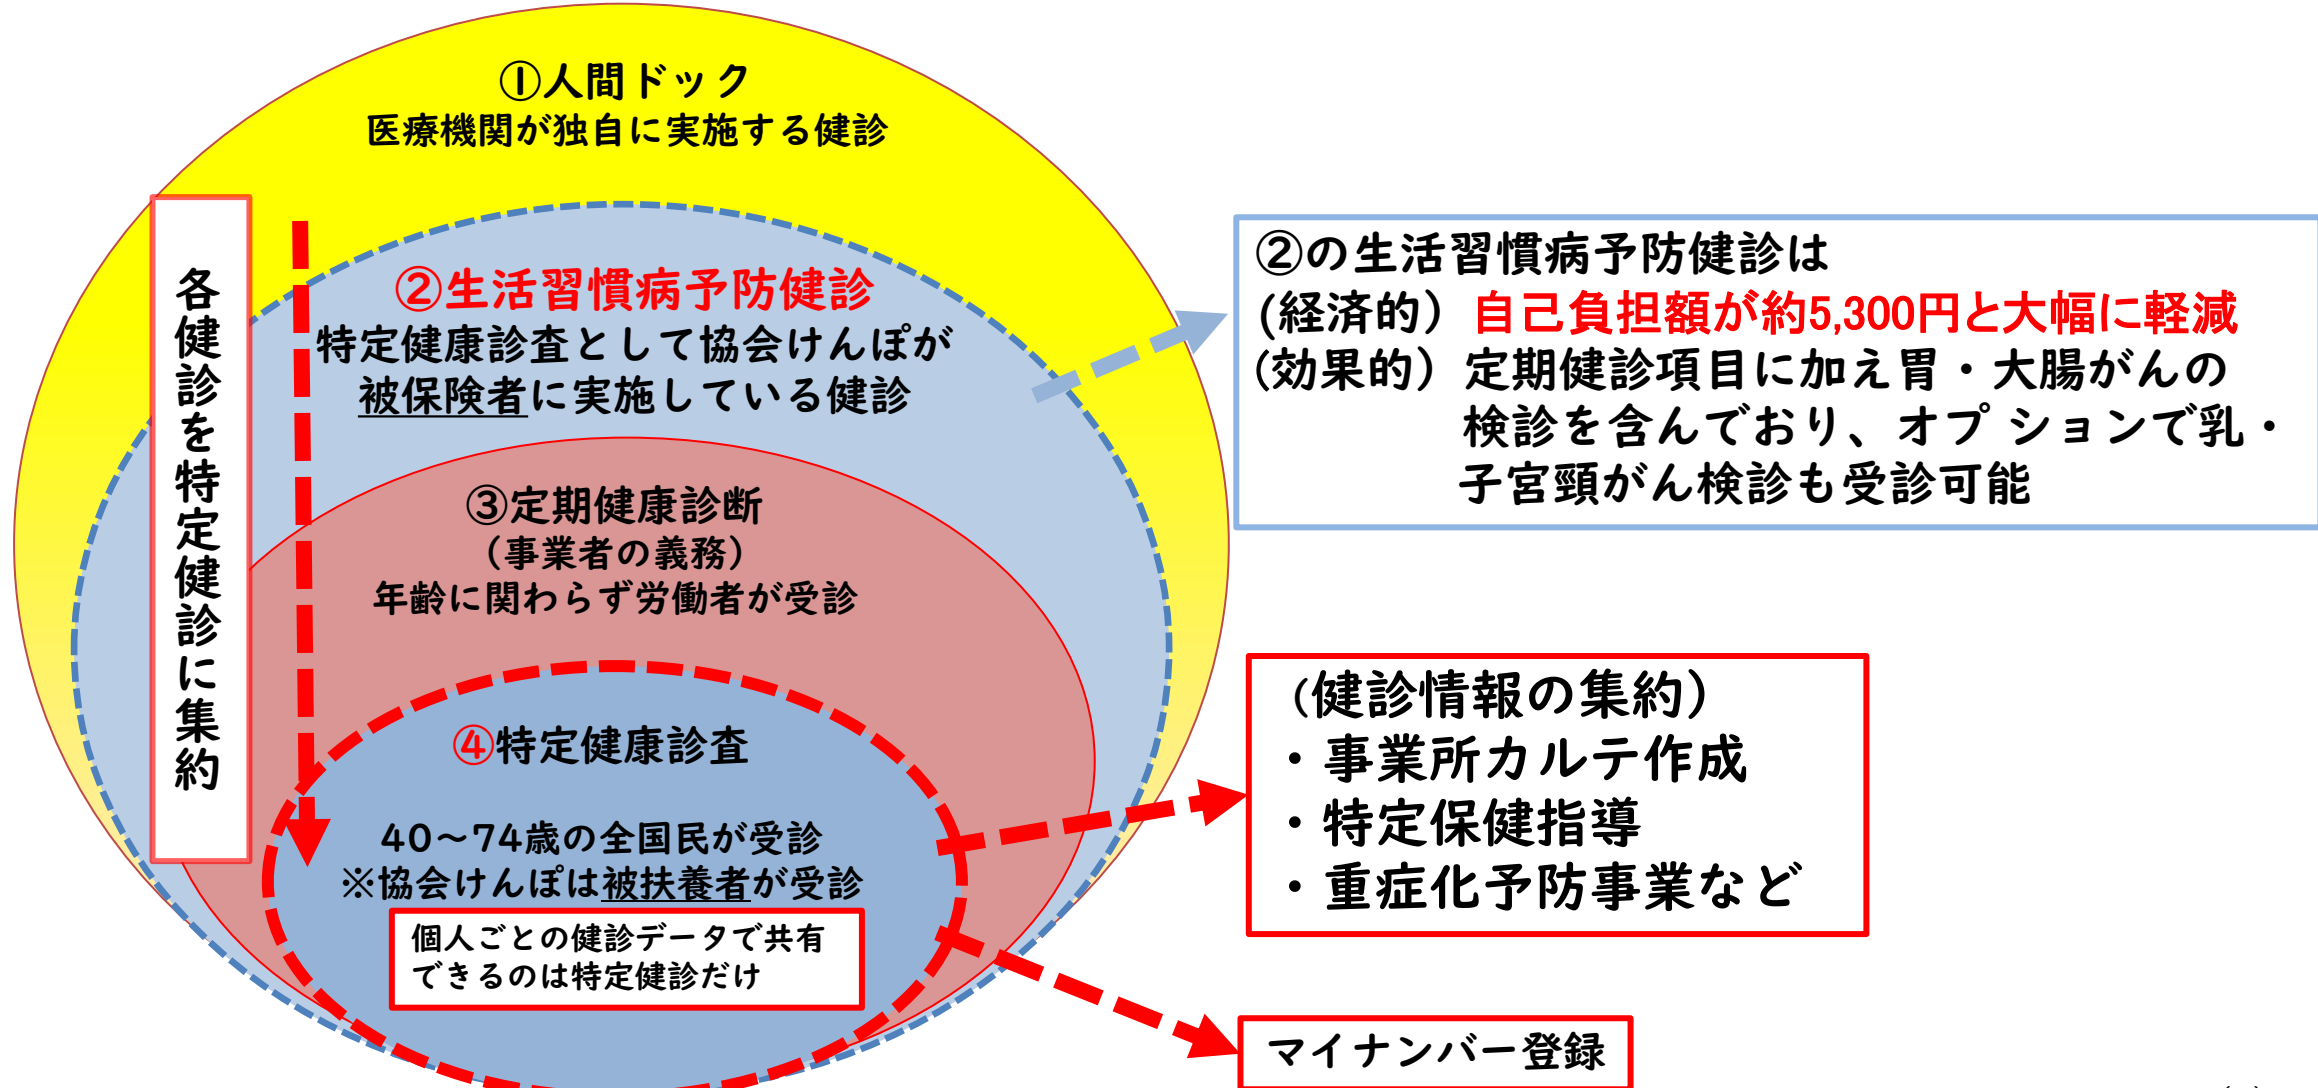 ①人間ドック
医療機関が独自に実施する健診
各健診を特定健診に集約
②生活習慣病予防健診
特定健康診査として協会けんぽが
被保険者に実施している健診
③定期健康診断
（事業者の義務）
年齢に関わらず労働者が受診
④特定健康診査
40～74歳の全国民が受診
※協会けんぽは被扶養者が受診
個人ごとの健診データで共有
できるのは特定健診だけ
②の生活習慣病予防健診は
(経済的）自己負担額が約5,300円と大幅に軽減
(効果的）定期健診項目に加え胃・大腸がんの
検診を含んでおり、オプ ションで乳・
子宮頸がん検診も受診可能
（健診情報の集約）
・事業所カルテ作成
・特定保健指導
・重症化予防事業など
マイナンバー登録